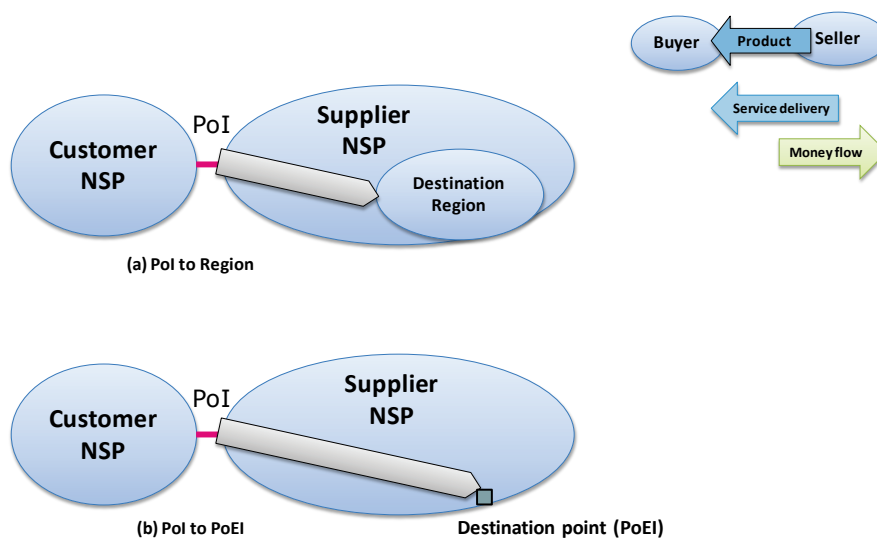 Buyer
Product
Seller
Service delivery
Money flow
PoI
Customer
NSP
Supplier
NSP
Destination
Region
(a) PoI to Region
PoI
Customer
NSP
Supplier
NSP
(b) PoI to PoEI
Destination point (PoEI)